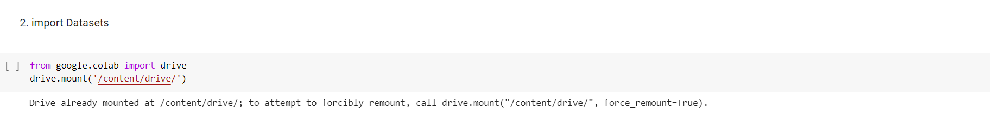 2. import Datasets
[ ] from google.colab import drive
drive.mount('/content/drive/')
Drive already mounted at /content/drive/; to attempt to forcibly remount, call drive.mount("/content/drive/", force_remount=True).